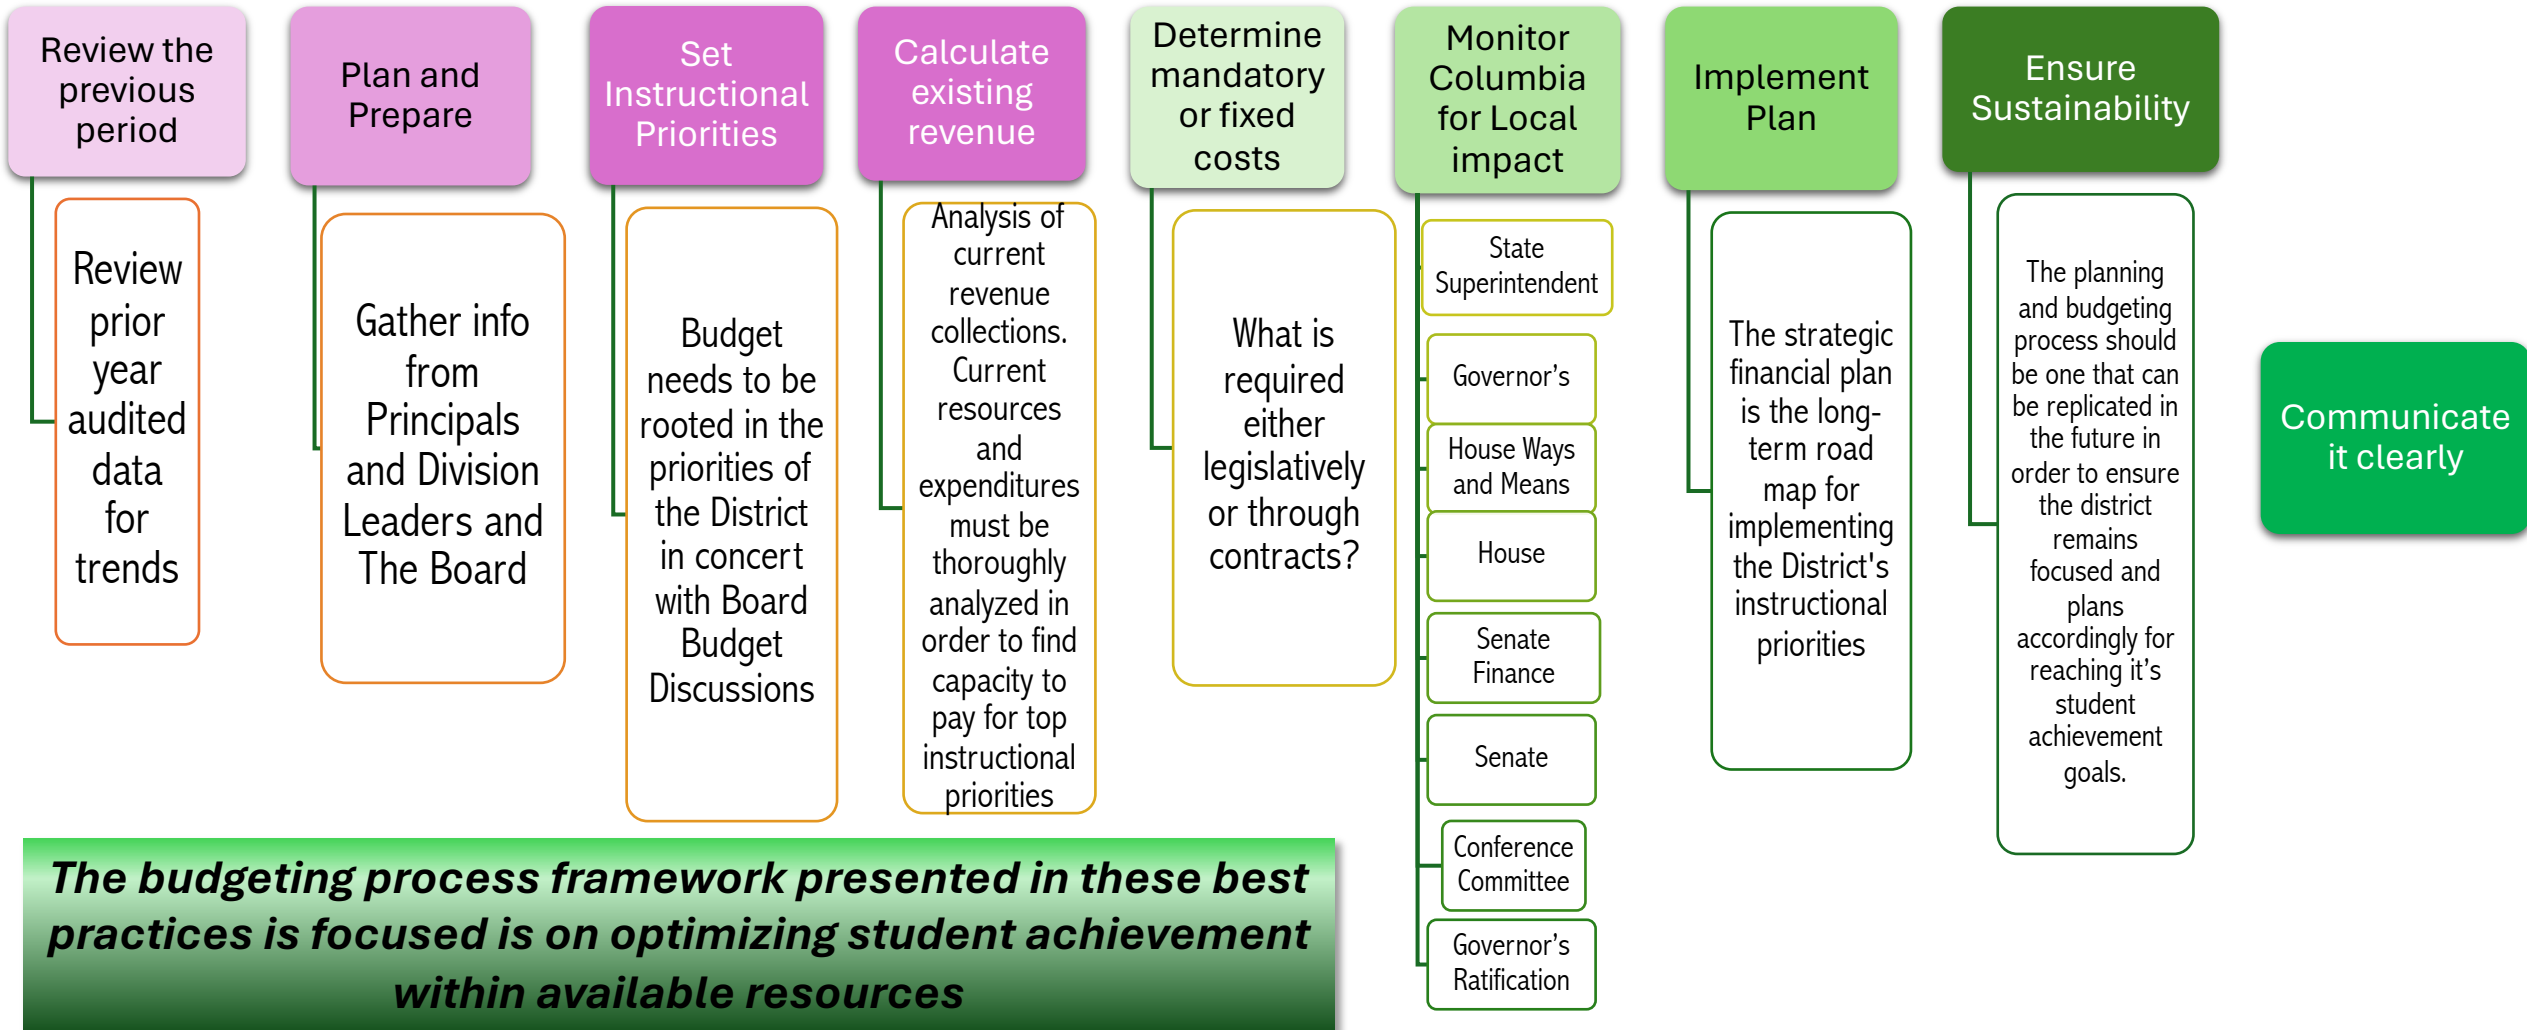 Review the
previous
period
Review
prior
year
audited
data
for
trends
Plan and
Prepare
Gather info
from
Principals
and Division
Leaders and
The Board
Set
Instructional
Priorities
Budget
needs to be
rooted in the
priorities of
the District
in concert
with Board
Budget
Discussions
Calculate
existing
revenue
Analysis of
current
revenue
collections.
Current
resources
and
expenditures
must be
thoroughly
analyzed in
order to find
capacity to
pay for top
instructional
priorities
Determine
mandatory
or fixed
costs
What is
required
either
legislatively
or through
contracts?
Monitor
Columbia
for Local
impact
State
Superintendent
Governor’s
House Ways
and Means
House
Senate
Finance
Senate
Conference
Committee
Governor’s
Ratification
Implement
Plan
The strategic
financial plan
is the long-
term road
map for
implementing
the District's
instructional
priorities
Ensure
Sustainability
The planning
and budgeting
process should
be one that can
be replicated in
the future in
order to ensure
the district
remains
focused and
plans
accordingly for
reaching it’s
student
achievement
goals.
Communicate
it clearly
The budgeting process framework presented in these best
practices is focused is on optimizing student achievement
within available resources